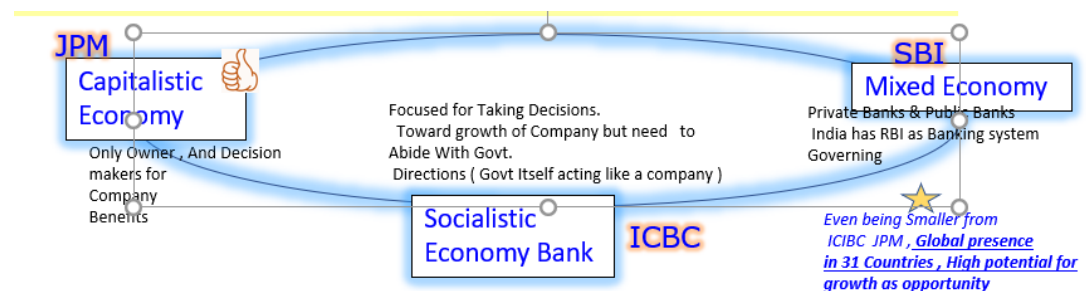 JPM
Capitalistic
Economy
Only Owner , And Decision
makers for
Company
Benefits
Focused for Taking Decisions.
Toward growth of Company but need to
Abide With Govt.
Directions ( Govt Itself acting like a company )
Socialistic
Economy Bank
ICBC
SBI
Mixed Economy
Private Banks & Public Banks
India has RBI as Banking system
Governing
Even being Smaller from
ICIBC JPM , Global presence
in 31 Countries , High potential for
growth as opportunity